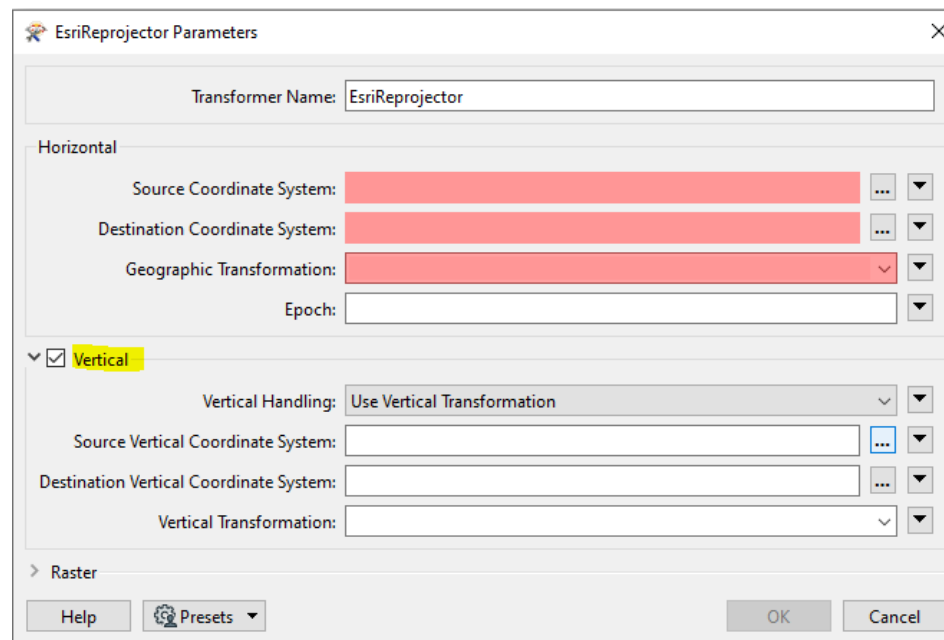 EsriReprojector Parameters
Transformer Name: EsriReprojector
Horizontal
Source Coordinate System: ...
Destination Coordinate System: ...
Geographic Transformation:
Epoch:
Vertical
Vertical Handling: Use Vertical Transformation
Source Vertical Coordinate System: ...
Destination Vertical Coordinate System: ...
Vertical Transformation:
Raster
Help Presets OK Cancel